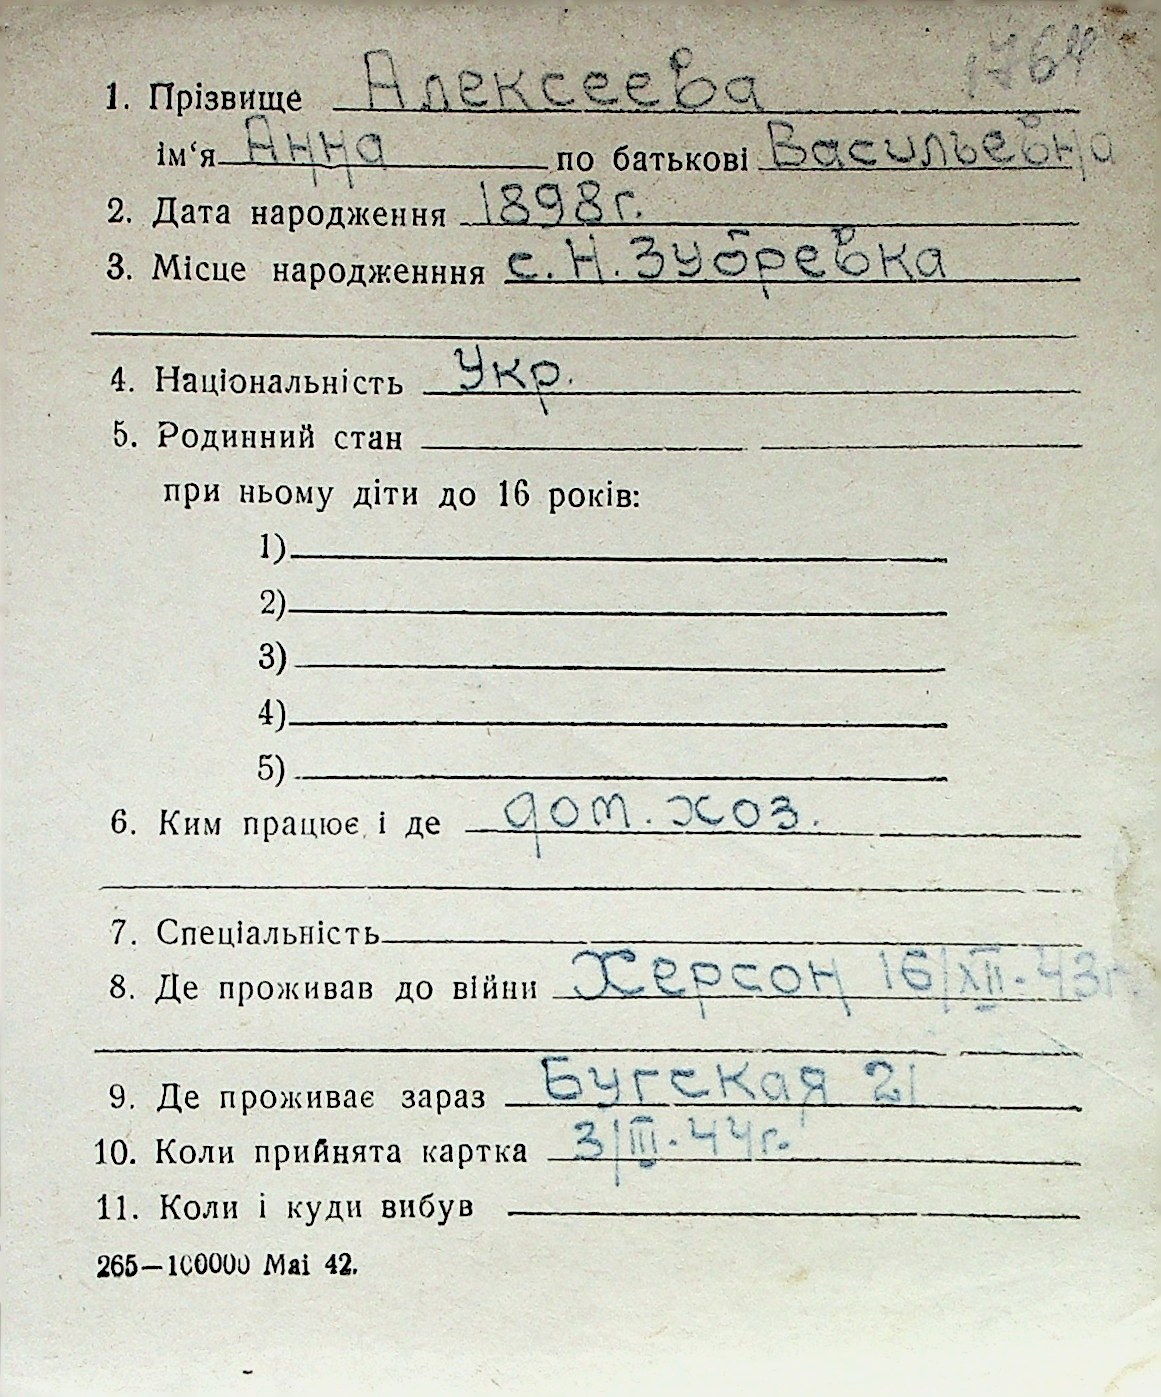 1764
1. Прізвище Алексеева
ім‘я Анна по батькові Васильевна
2. Дата народження 1898г.
3. Місце народженння с. Н. Зубревка
4. Національність Укр.
5. Родинний стан
при ньому діти до 16 років:
1)
2)
3)
4)
5)
6. Ким працює і де дом. хоз.
7. Спеціальність
8. Де проживав до війни Херсон 16/XII-43г.
9. Де проживає зараз Бугская 21
10. Коли прийнята картка 3/III-44г.
11. Коли і куди вибув
265—100000 Mai 42.